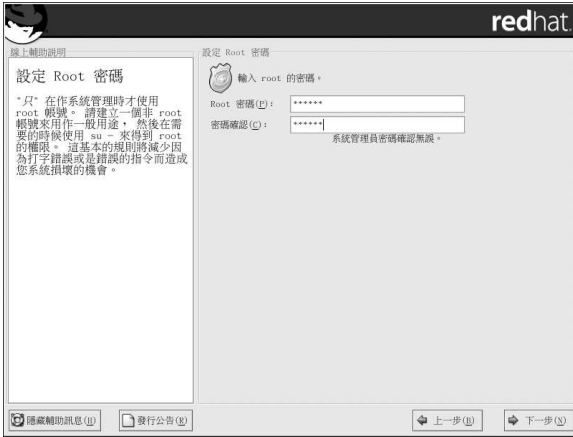 redhat.
線上輔助說明
設定 Root 密碼
"只" 在作系統管理時才使用
root 帳號。 請建立一個非 root
帳號來用作一般用途， 然後在需
要的時候使用 su - 來得到 root
的權限。 這基本的規則將減少因
為打字錯誤或是錯誤的指令而造成
您系統損壞的機會。
設定 Root 密碼
輸入 root 的密碼。
Root 密碼(P)： ******
密碼確認(C)： ******
系統管理員密碼確認無誤。
隱藏輔助訊息(H)
發行公告(R)
上一步(B)
下一步(N)